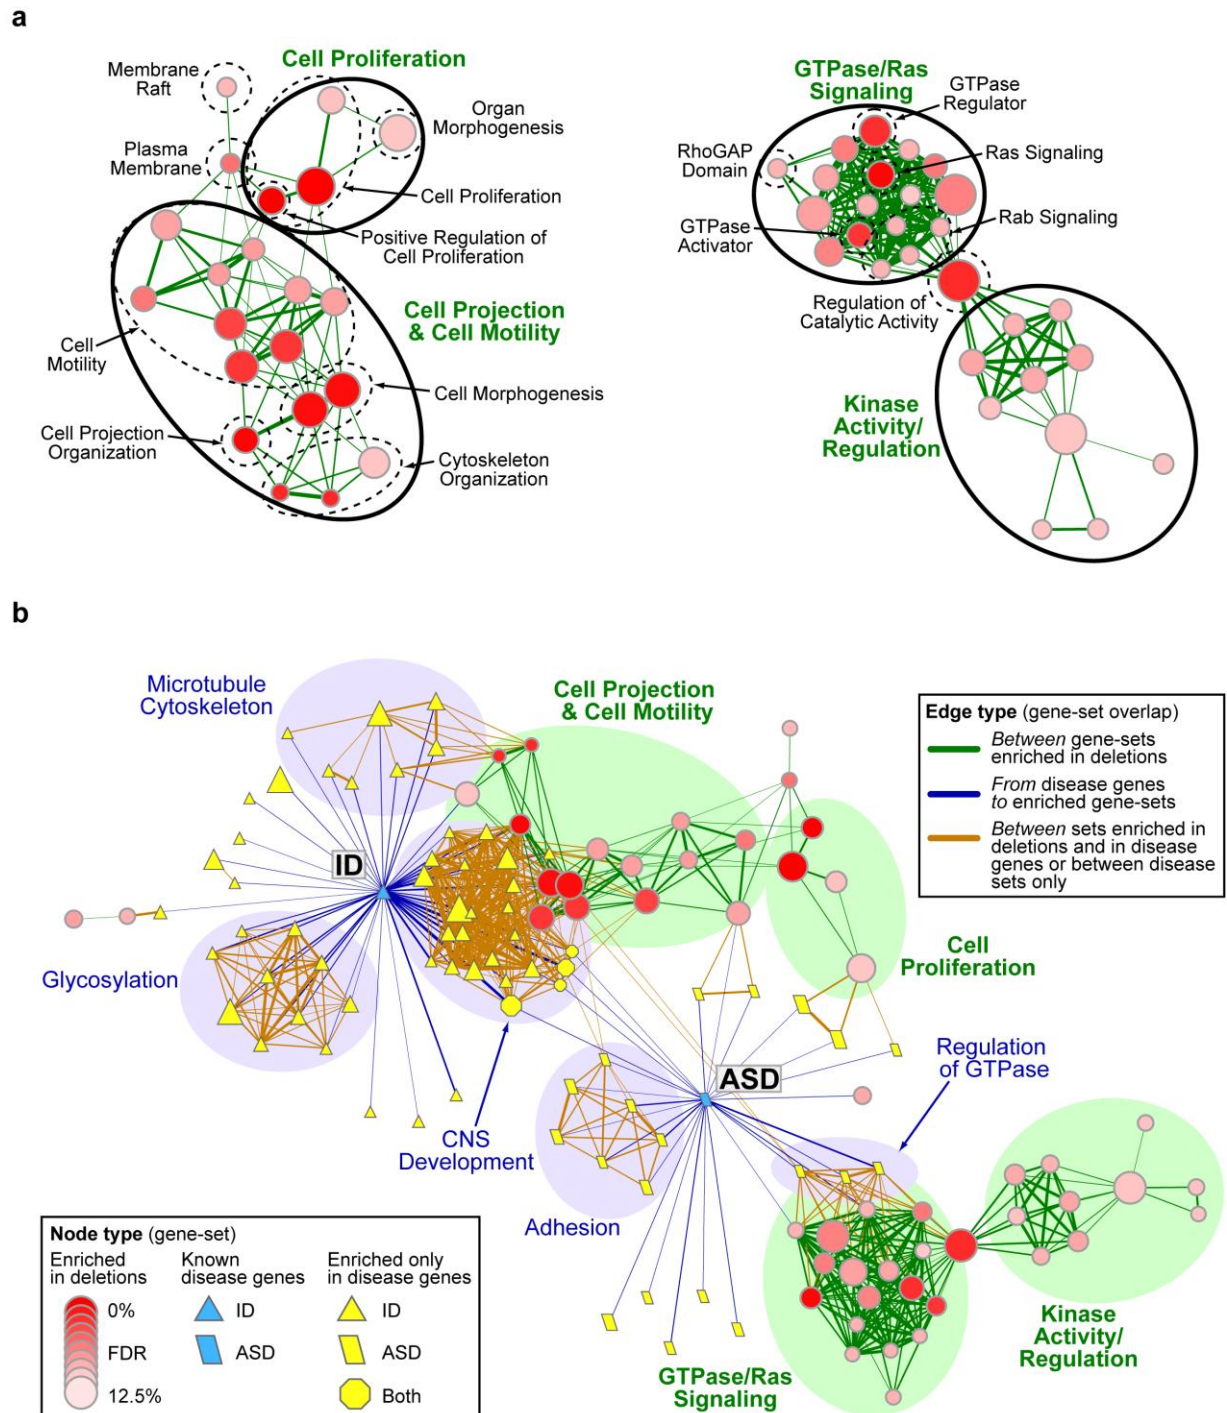 a
Cell Proliferation
Membrane
Raft
Organ
Morphogenesis
Plasma
Membrane
Cell Proliferation
Positive Regulation of
Cell Proliferation
Cell Projection
& Cell Motility
Cell
Motility
Cell Morphogenesis
Cell Projection
Organization
Cytoskeleton
Organization
GTPase/Ras
Signaling
GTPase
Regulator
RhoGAP
Domain
Ras Signaling
GTPase
Activator
Rab Signaling
Regulation of
Catalytic Activity
Kinase
Activity/
Regulation
b
Microtubule
Cytoskeleton
Cell Projection
& Cell Motility
Edge type (gene-set overlap)
Between gene-sets
enriched in deletions
From disease genes
to enriched gene-sets
Between sets enriched in
deletions and in disease
genes or between disease
sets only
ID
Glycosylation
Cell
Proliferation
ASD
Regulation
of GTPase
CNS
Development
Adhesion
Kinase
Activity/
Regulation
GTPase/Ras
Signaling
Node type (gene-set)
Enriched
in deletions
0%
FDR
12.5%
Known
disease genes
ID
ASD
Enriched only
in disease genes
ID
ASD
Both